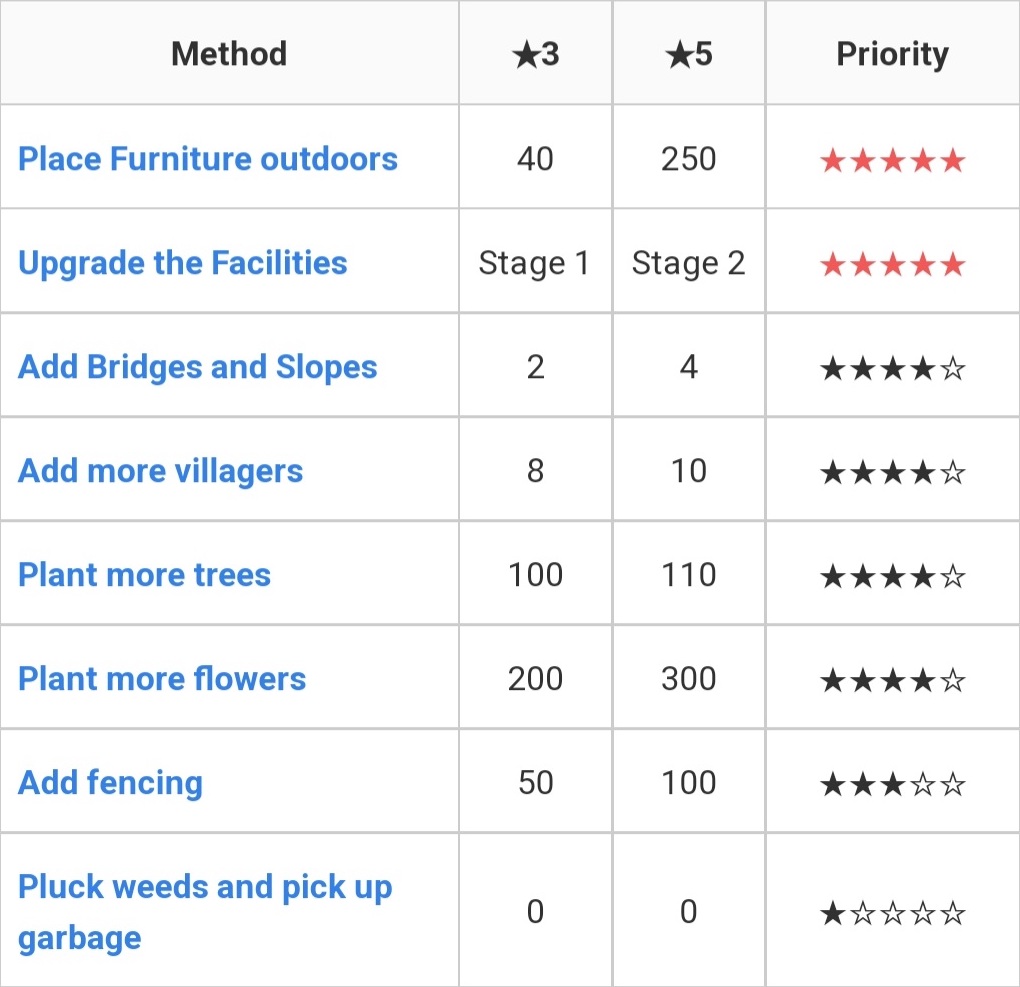 Method ★3 ★5 Priority
Place Furniture outdoors 40 250 ★★★★★
Upgrade the Facilities Stage 1 Stage 2 ★★★★★
Add Bridges and Slopes 2 4 ★★★★☆
Add more villagers 8 10 ★★★★☆
Plant more trees 100 110 ★★★★☆
Plant more flowers 200 300 ★★★★☆
Add fencing 50 100 ★★★☆☆
Pluck weeds and pick up
garbage 0 0 ★☆☆☆☆